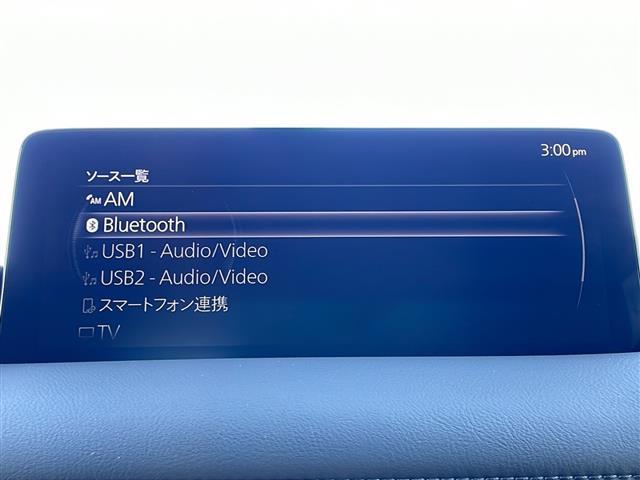 3:00pm
ソース一覧
AM AM
Bluetooth
USB1 - Audio/Video
USB2 - Audio/Video
スマートフォン連携
TV